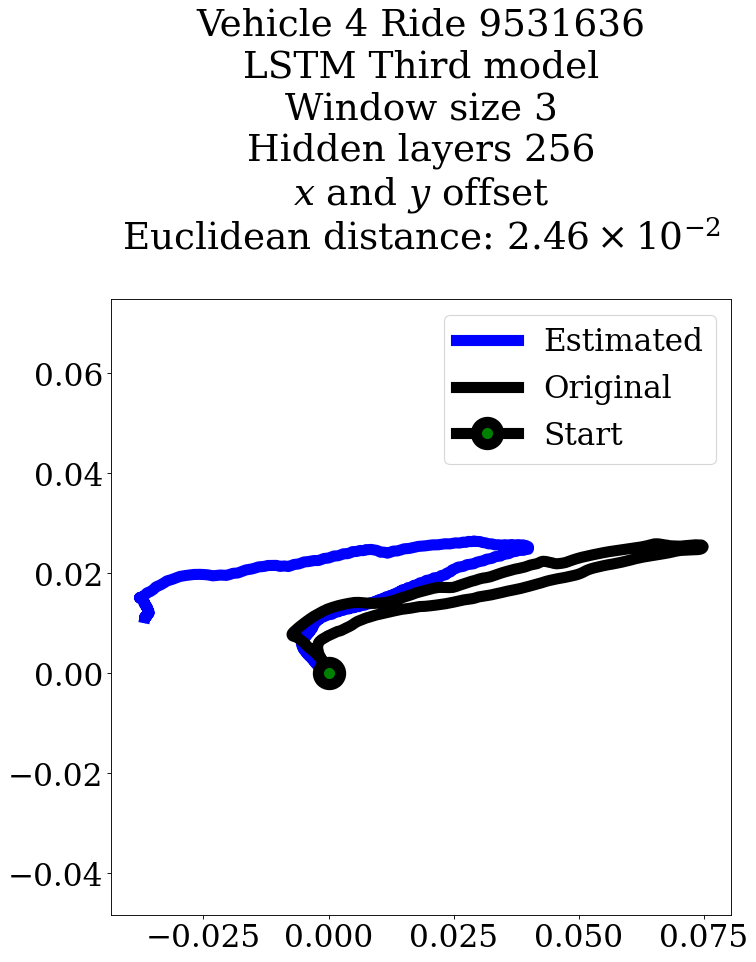 Vehicle 4 Ride 9531636
LSTM Third model
Window size 3
Hidden layers 256
x and y offset
Euclidean distance: 2.46 × 10⁻²
Estimated
Original
Start
0.06
0.04
0.02
0.00
−0.02
−0.04
−0.025 0.000 0.025 0.050 0.075